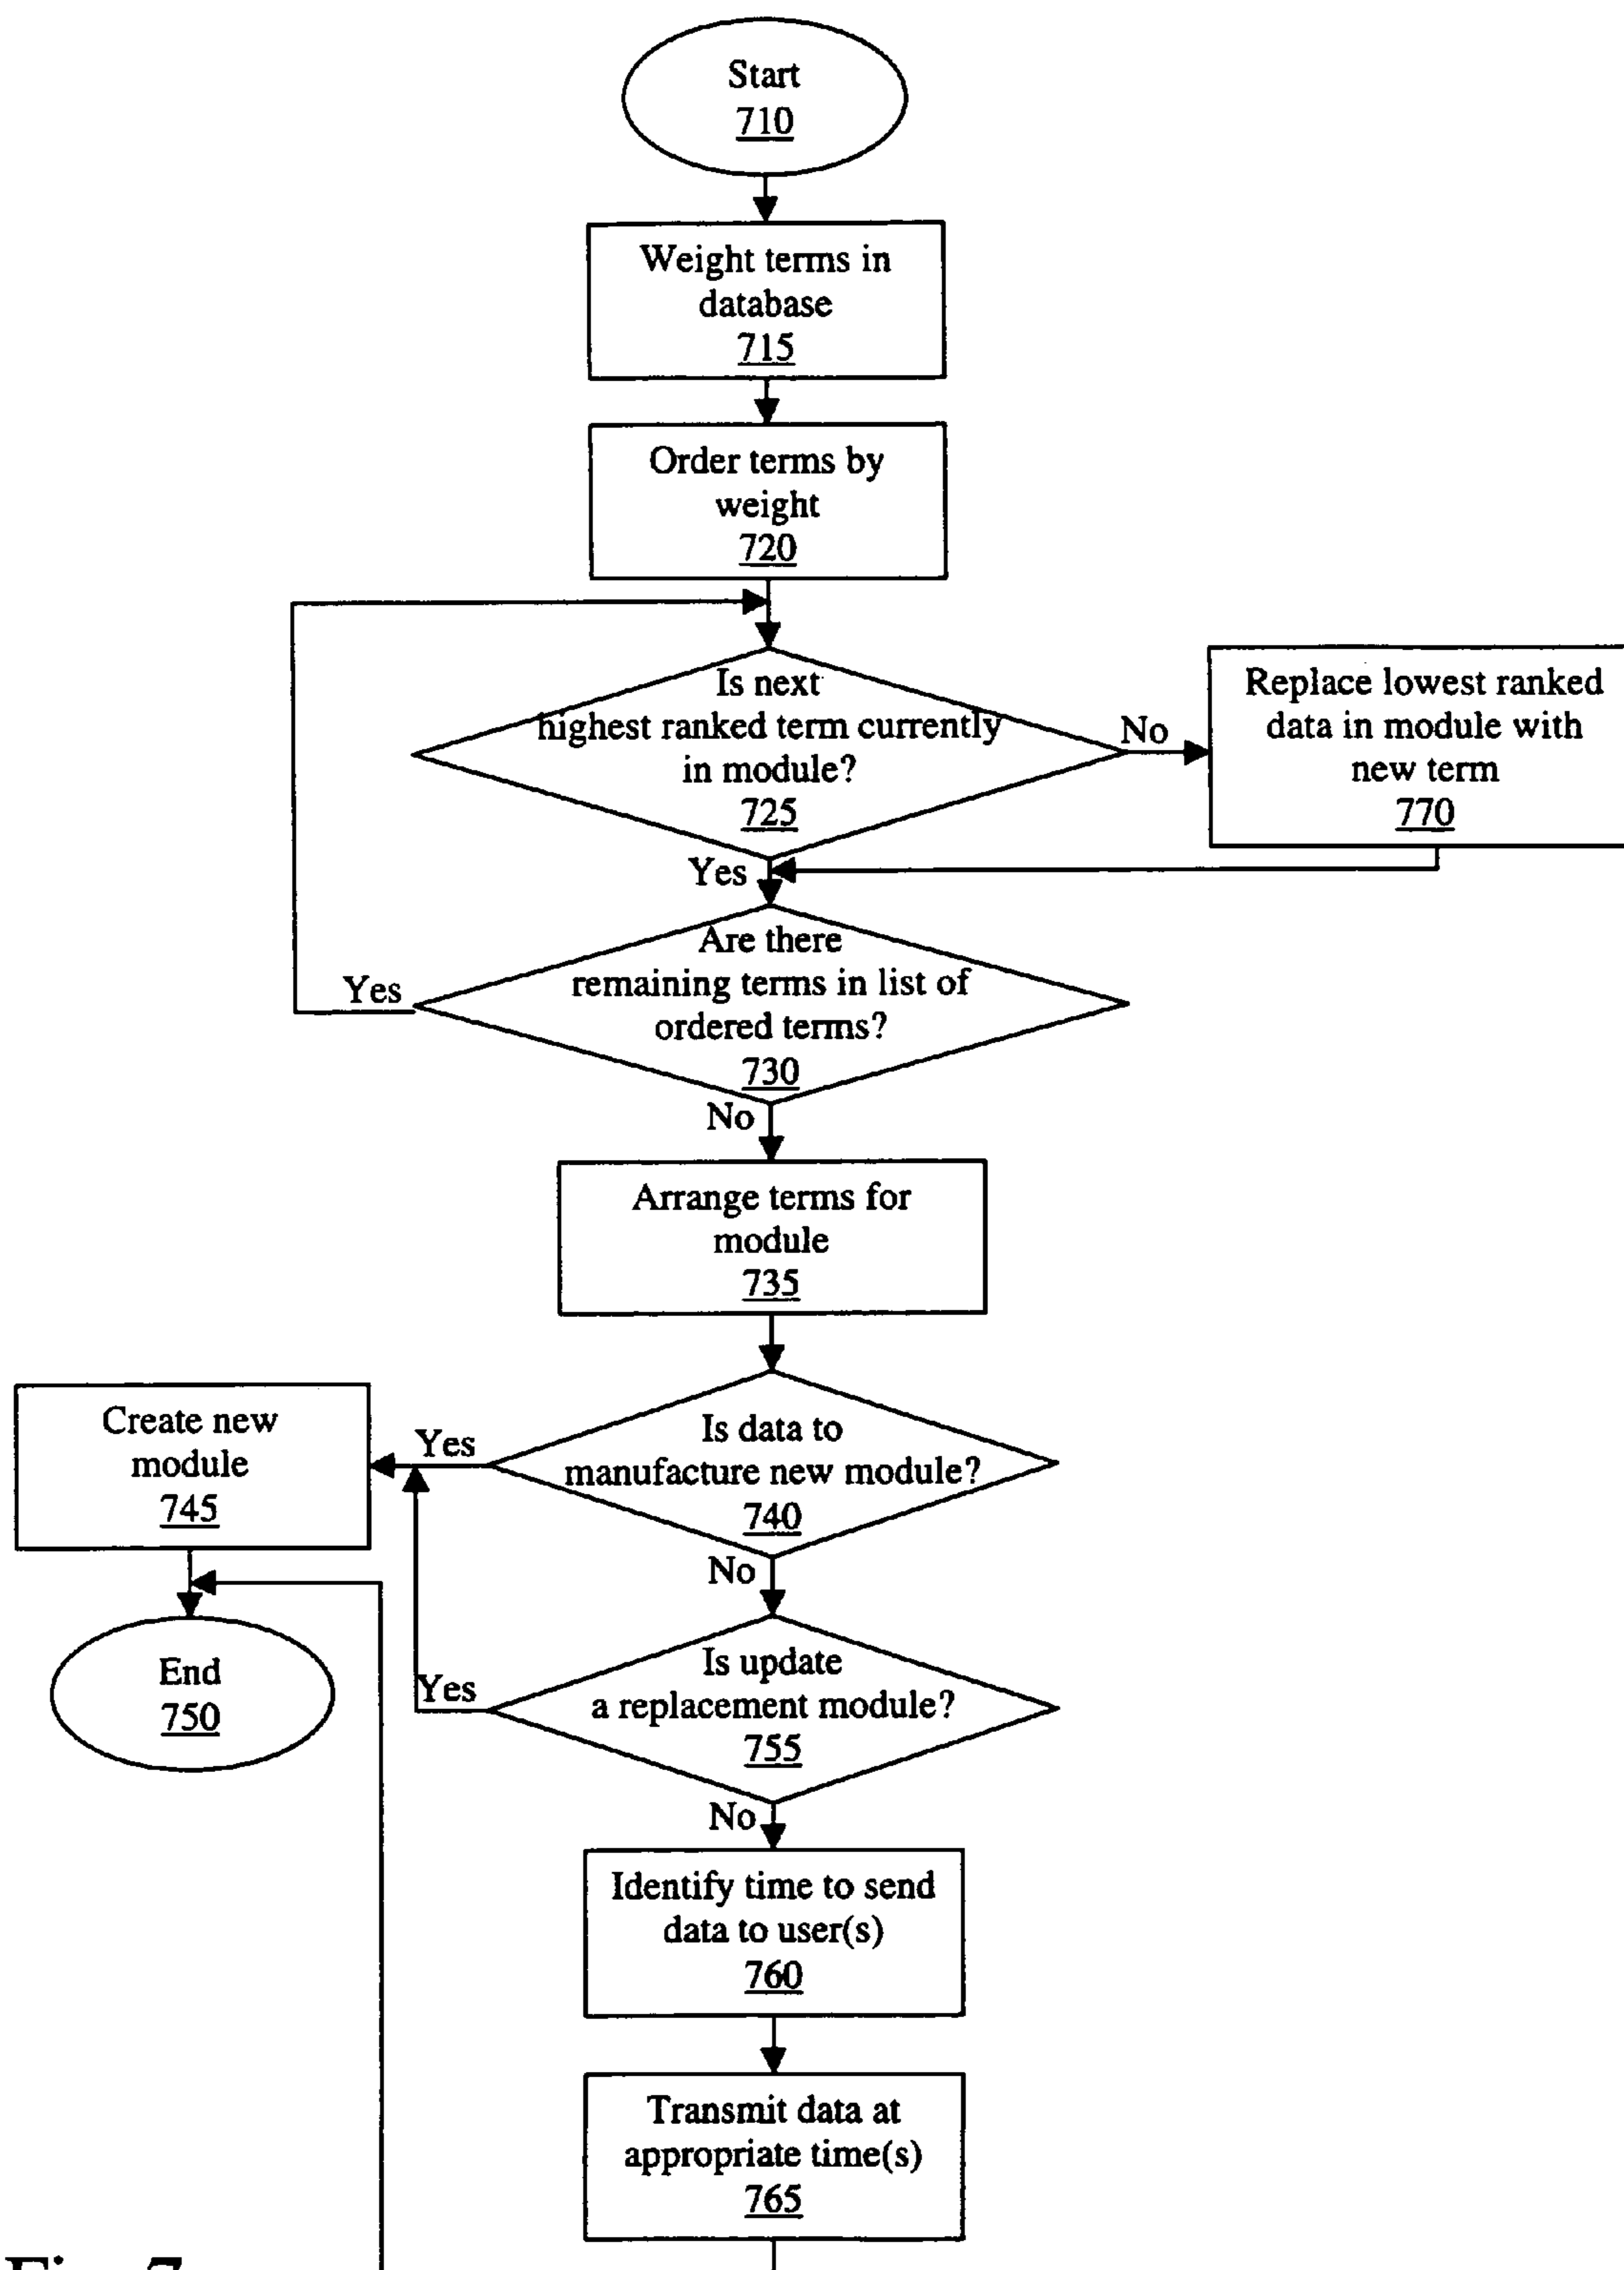 Start
710
Weight terms in
database
715
Order terms by
weight
720
Is next
highest ranked term currently
in module?
725
No
Replace lowest ranked
data in module with
new term
770
Yes
Are there
remaining terms in list of
ordered terms?
730
Yes
No
Arrange terms for
module
735
Is data to
manufacture new module?
740
Yes
Create new
module
745
No
End
750
Is update
a replacement module?
755
Yes
No
Identify time to send
data to user(s)
760
Transmit data at
appropriate time(s)
765